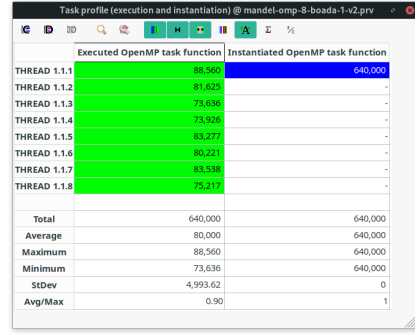 Task profile (execution and instantiation) @ mandel-omp-8-boada-1-v2.prv
IC ID 3D H A Σ ½
Executed OpenMP task function Instantiated OpenMP task function
THREAD 1.1.1 88,560 640,000
THREAD 1.1.2 81,625 -
THREAD 1.1.3 73,636 -
THREAD 1.1.4 73,926 -
THREAD 1.1.5 83,277 -
THREAD 1.1.6 80,221 -
THREAD 1.1.7 83,538 -
THREAD 1.1.8 75,217 -
Total 640,000 640,000
Average 80,000 640,000
Maximum 88,560 640,000
Minimum 73,636 640,000
StDev 4,993.62 0
Avg/Max 0.90 1